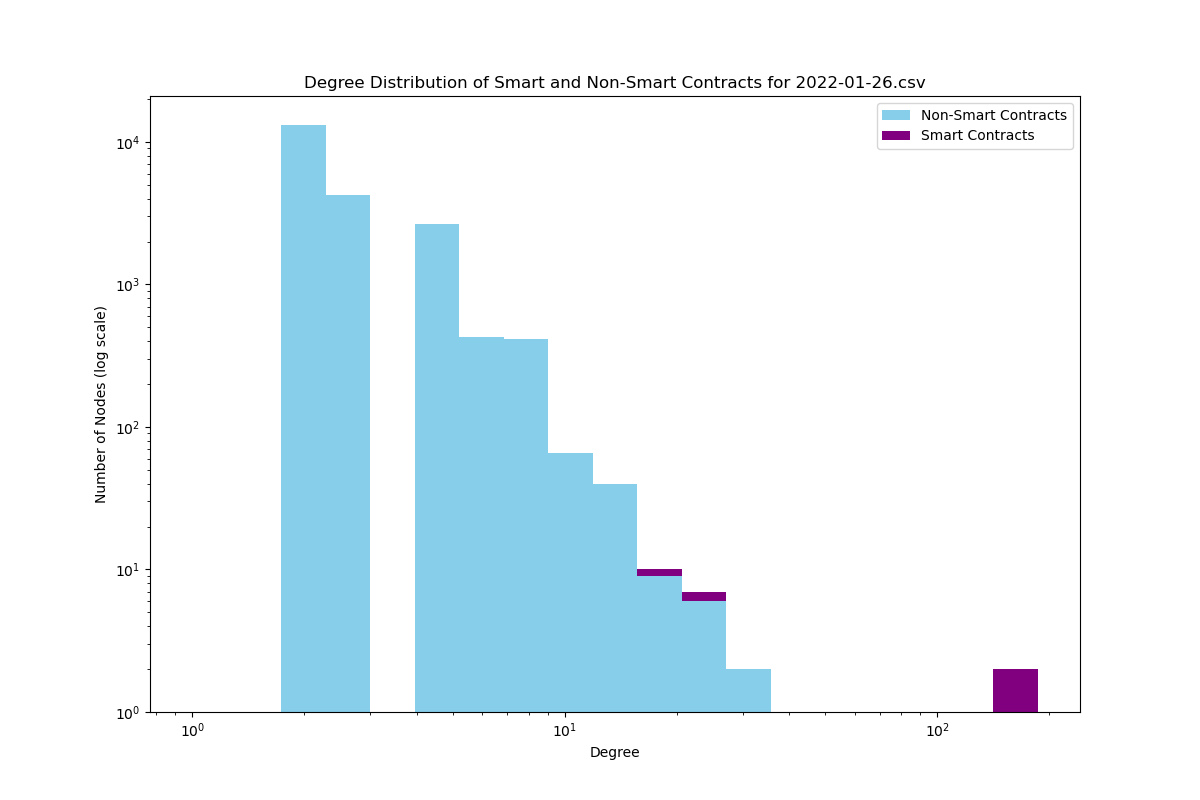 Degree Distribution of Smart and Non-Smart Contracts for 2022-01-26.csv
Non-Smart Contracts
Smart Contracts
Number of Nodes (log scale)
10⁴
10³
10²
10¹
10⁰
10⁰ 10¹ 10²
Degree